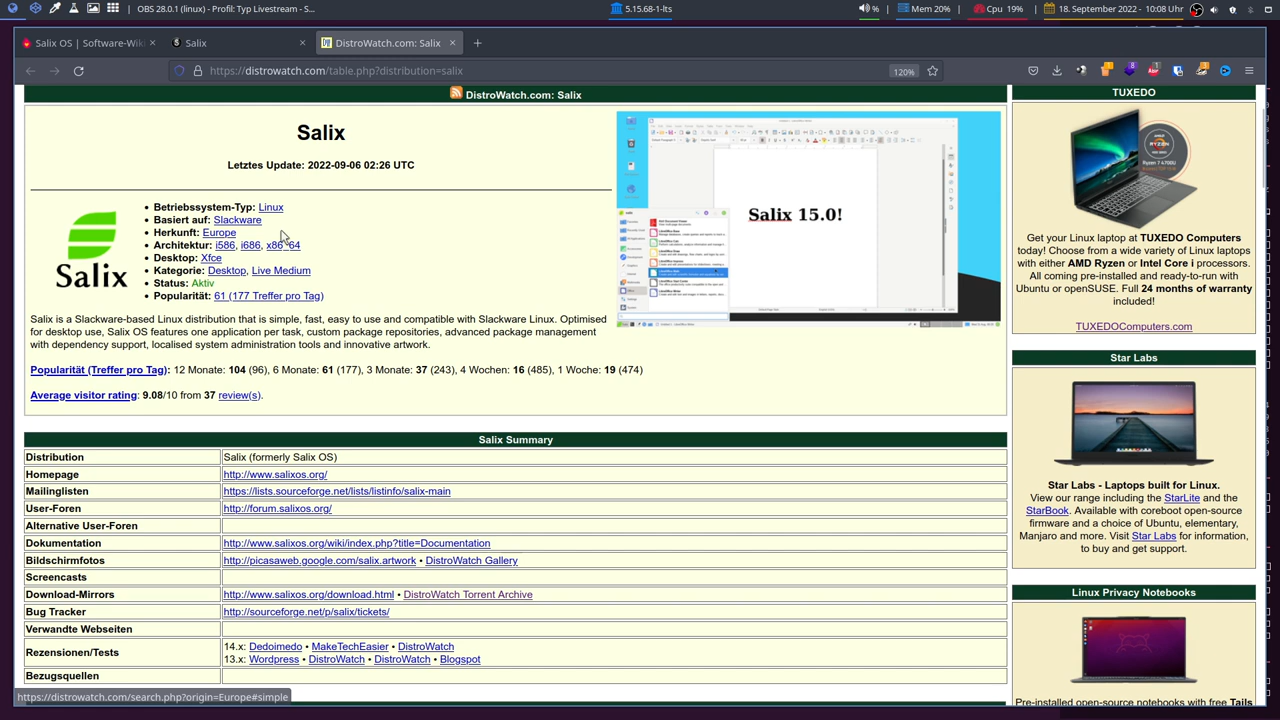 OBS 28.0.1 (linux) - Profil: Typ Livestream - S...
5.15.68-1-lts
%
Mem 20%
Cpu 19%
18. September 2022 - 10:08 Uhr
Salix OS | Software-Wik
Salix
DistroWatch.com: Salix
https://distrowatch.com/table.php?distribution=salix
120%
DistroWatch.com: Salix
Salix
Letztes Update: 2022-09-06 02:26 UTC
Betriebssystem-Typ: Linux
Basiert auf: Slackware
Herkunft: Europe
Architektur: i586, i686, x86_64
Desktop: Xfce
Kategorie: Desktop, Live Medium
Status: Aktiv
Popularität: 61 (177 Treffer pro Tag)
Salix
Salix 15.0!
Salix is a Slackware-based Linux distribution that is simple, fast, easy to use and compatible with Slackware Linux. Optimised
for desktop use, Salix OS features one application per task, custom package repositories, advanced package management
with dependency support, localised system administration tools and innovative artwork.
Popularität (Treffer pro Tag): 12 Monate: 104 (96), 6 Monate: 61 (177), 3 Monate: 37 (243), 4 Wochen: 16 (485), 1 Woche: 19 (474)
Average visitor rating: 9.08/10 from 37 review(s).
Salix Summary
Distribution Salix (formerly Salix OS)
Homepage http://www.salixos.org/
Mailinglisten https://lists.sourceforge.net/lists/listinfo/salix-main
User-Foren http://forum.salixos.org/
Alternative User-Foren
Dokumentation http://www.salixos.org/wiki/index.php?title=Documentation
Bildschirmfotos http://picasaweb.google.com/salix.artwork • DistroWatch Gallery
Screencasts
Download-Mirrors http://www.salixos.org/download.html • DistroWatch Torrent Archive
Bug Tracker http://sourceforge.net/p/salix/tickets/
Verwandte Webseiten
Rezensionen/Tests
14.x: Dedoimedo • MakeTechEasier • DistroWatch
13.x: Wordpress • DistroWatch • DistroWatch • Blogspot
Bezugsquellen
https://distrowatch.com/search.php?origin=Europe#simple
TUXEDO
AMD
RYZEN
Ryzen 7 4700U
Get your Linux laptop at TUXEDO Computers
now! Choose from a wide variety of Linux laptops
with either AMD Ryzen or Intel Core i processors.
All coming pre-installed and ready-to-run with
Ubuntu or openSUSE. Full 24 months of warranty
included!
TUXEDOComputers.com
Star Labs
Star Labs - Laptops built for Linux.
View our range including the StarLite and the
StarBook. Available with coreboot open-source
firmware and a choice of Ubuntu, elementary,
Manjaro and more. Visit Star Labs for information,
to buy and get support.
Linux Privacy Notebooks
Pre-installed open-source notebooks with free Tails